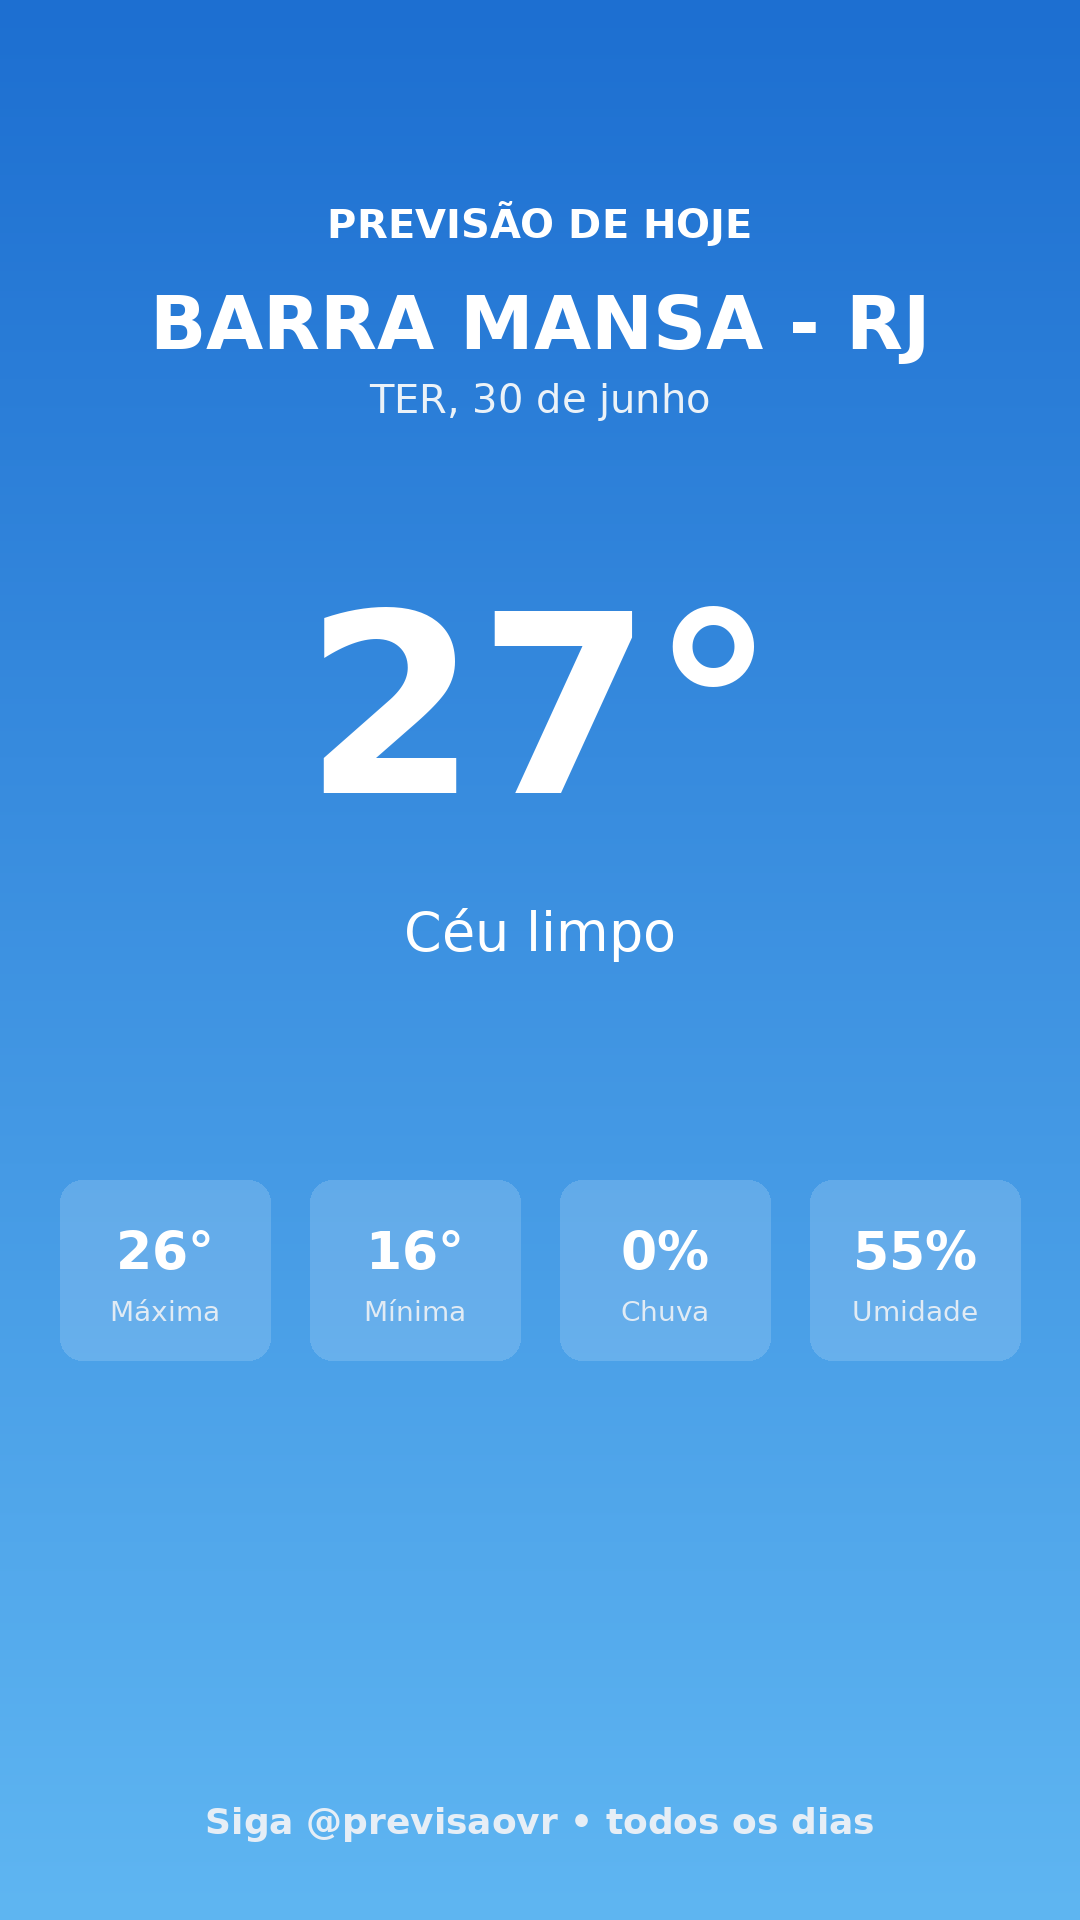 PREVISÃO DE HOJE
BARRA MANSA - RJ
TER, 30 de junho
27°
Céu limpo
26° 16° 0% 55%
Máxima Mínima Chuva Umidade
Siga @previsaovr • todos os dias